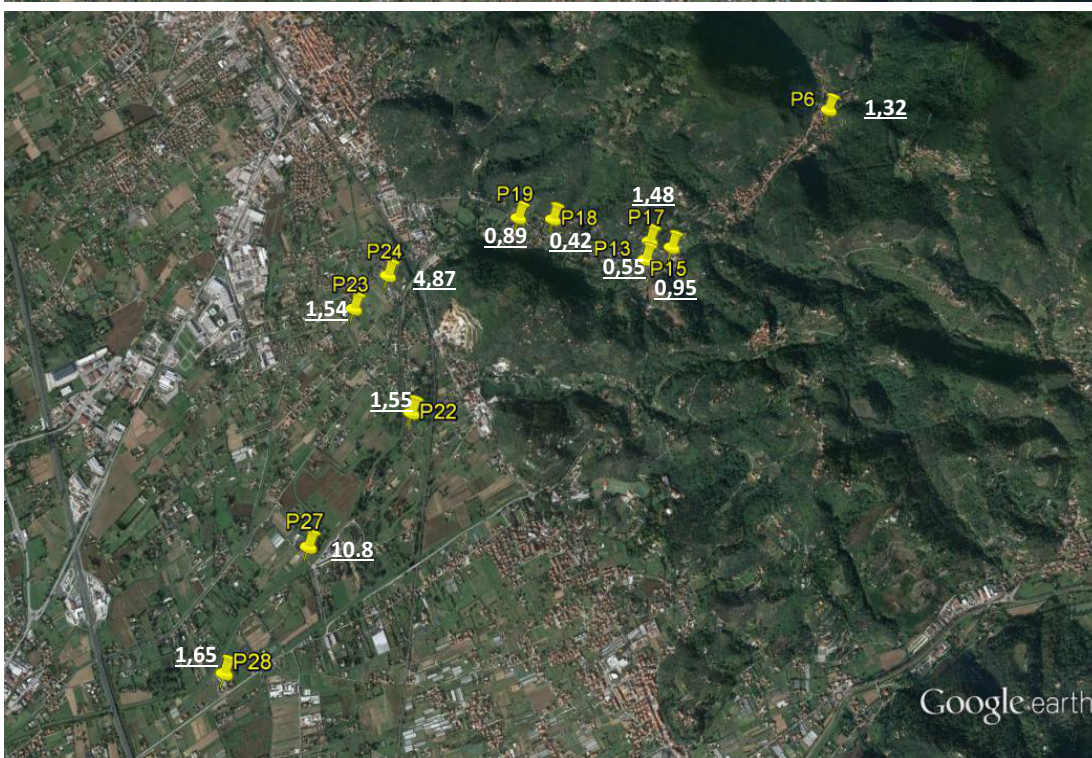 P6
1,32
1,48
P19
P18
P17
0,89
0,42
P13
0,55
P15
0,95
P24
4,87
P23
1,54
1,55
P22
P27
10.8
1,65
P28
Google earth